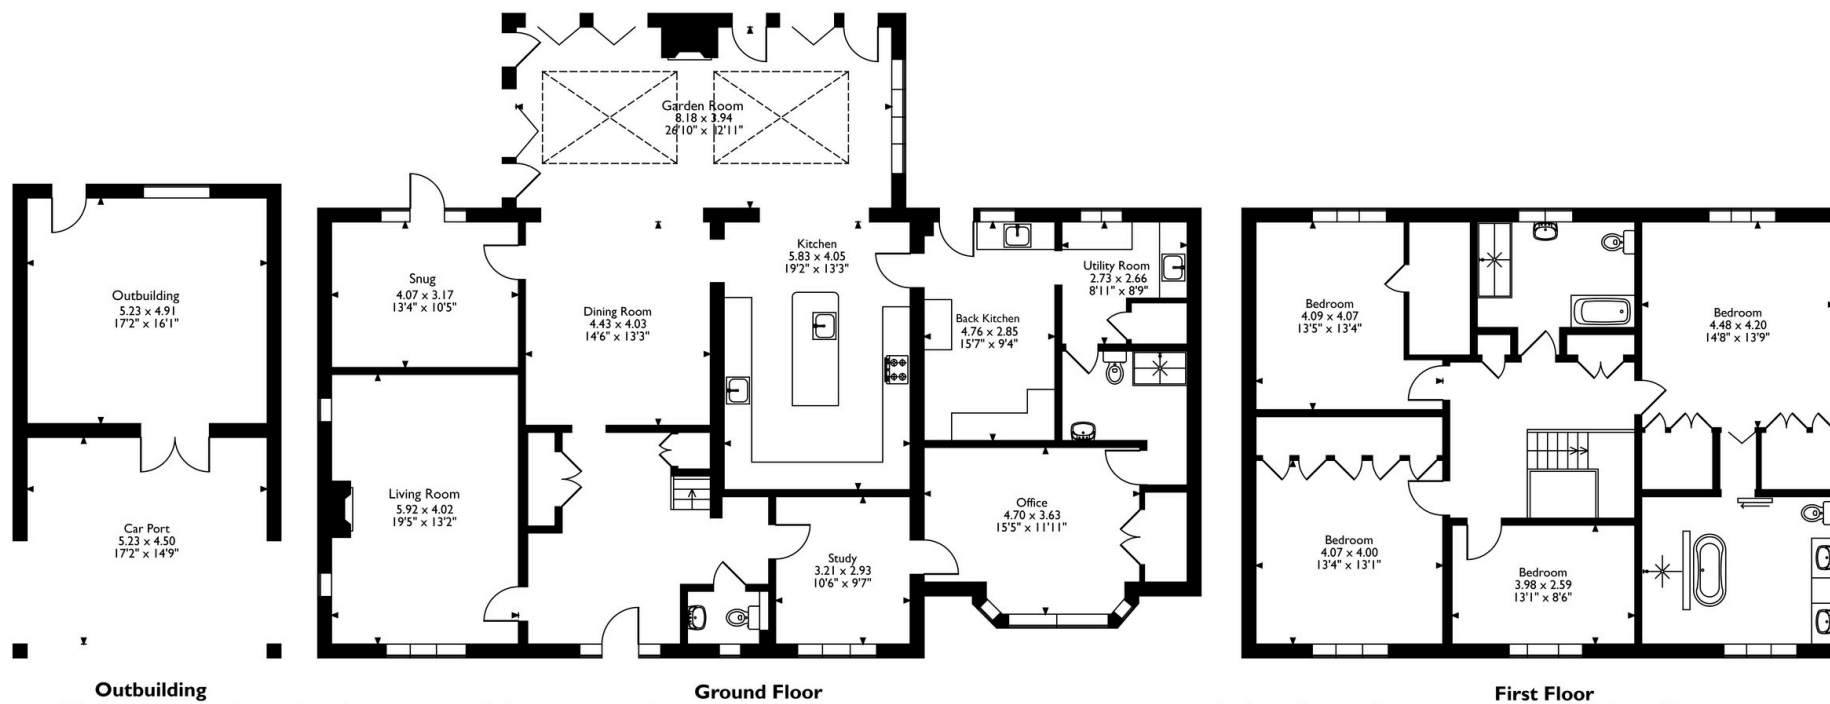 Garden Room
8.18 x 3.94
26'10" x 12'11"
Outbuilding
5.23 x 4.91
17'2" x 16'1"
Car Port
5.23 x 4.50
17'2" x 14'9"
Outbuilding
Snug
4.07 x 3.17
13'4" x 10'5"
Dining Room
4.43 x 4.03
14'6" x 13'3"
Kitchen
5.83 x 4.05
19'2" x 13'3"
Back Kitchen
4.76 x 2.85
15'7" x 9'4"
Utility Room
2.73 x 2.66
8'11" x 8'9"
Living Room
5.92 x 4.02
19'5" x 13'2"
Study
3.21 x 2.93
10'6" x 9'7"
Office
4.70 x 3.63
15'5" x 11'11"
Ground Floor
Bedroom
4.09 x 4.07
13'5" x 13'4"
Bedroom
4.48 x 4.20
14'8" x 13'9"
Bedroom
4.07 x 4.00
13'4" x 13'1"
Bedroom
3.98 x 2.59
13'1" x 8'6"
First Floor